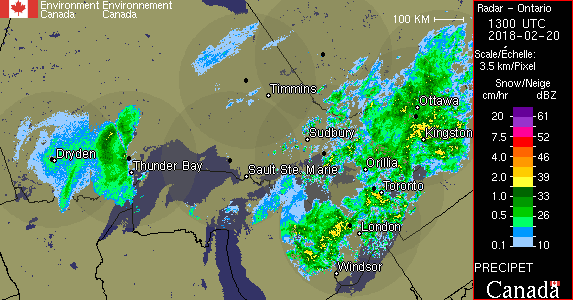 Environment Environnement
Canada Canada
100 KM
Timmins
Ottawa
Sudbury
Kingston
Dryden
Thunder Bay
Sault Ste. Marie
Orillia
Toronto
London
Windsor
Radar - Ontario
1300 UTC
2018-02-20
Scale/Échelle:
3.5 km/Pixel
Snow/Neige
cm/hr dBZ
20 61
7.5 52
4.0 46
2.0 39
1.0 33
0.5 26
0.1 10
PRECIPET
Canada